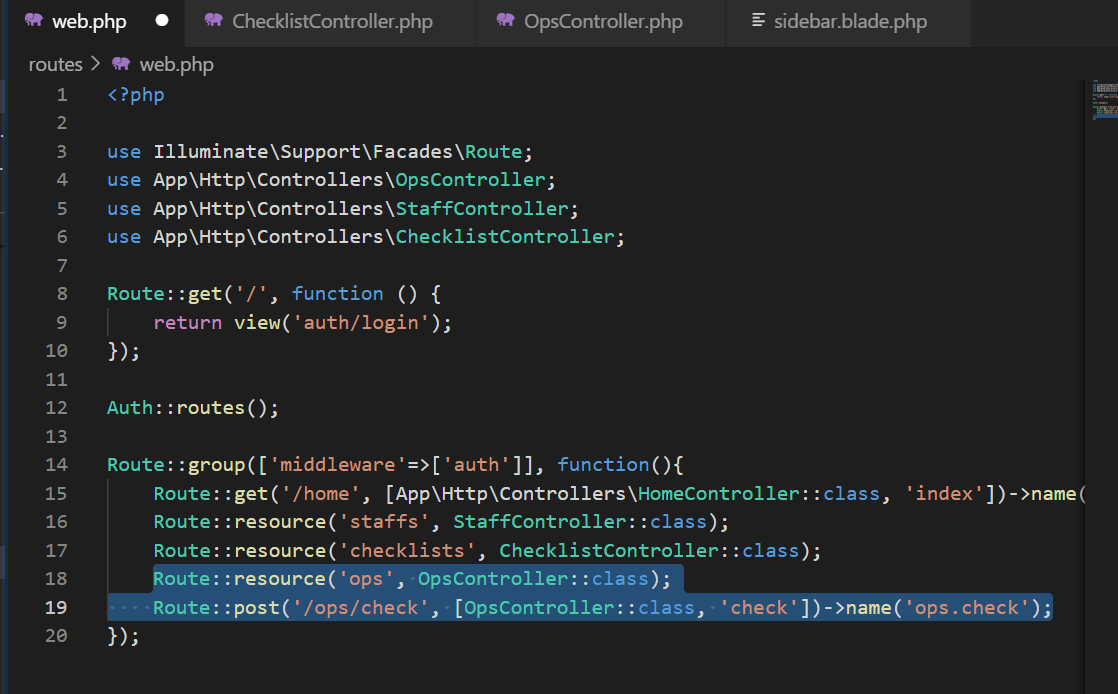 web.php ChecklistController.php OpsController.php sidebar.blade.php
routes > web.php
1 <?php
2
3 use Illuminate\Support\Facades\Route;
4 use App\Http\Controllers\OpsController;
5 use App\Http\Controllers\StaffController;
6 use App\Http\Controllers\ChecklistController;
7
8 Route::get('/', function () {
9     return view('auth/login');
10 });
11
12 Auth::routes();
13
14 Route::group(['middleware'=>['auth']], function(){
15     Route::get('/home', [App\Http\Controllers\HomeController::class, 'index'])->name(
16     Route::resource('staffs', StaffController::class);
17     Route::resource('checklists', ChecklistController::class);
18     Route::resource('ops', OpsController::class);
19     Route::post('/ops/check', [OpsController::class, 'check'])->name('ops.check');
20 });